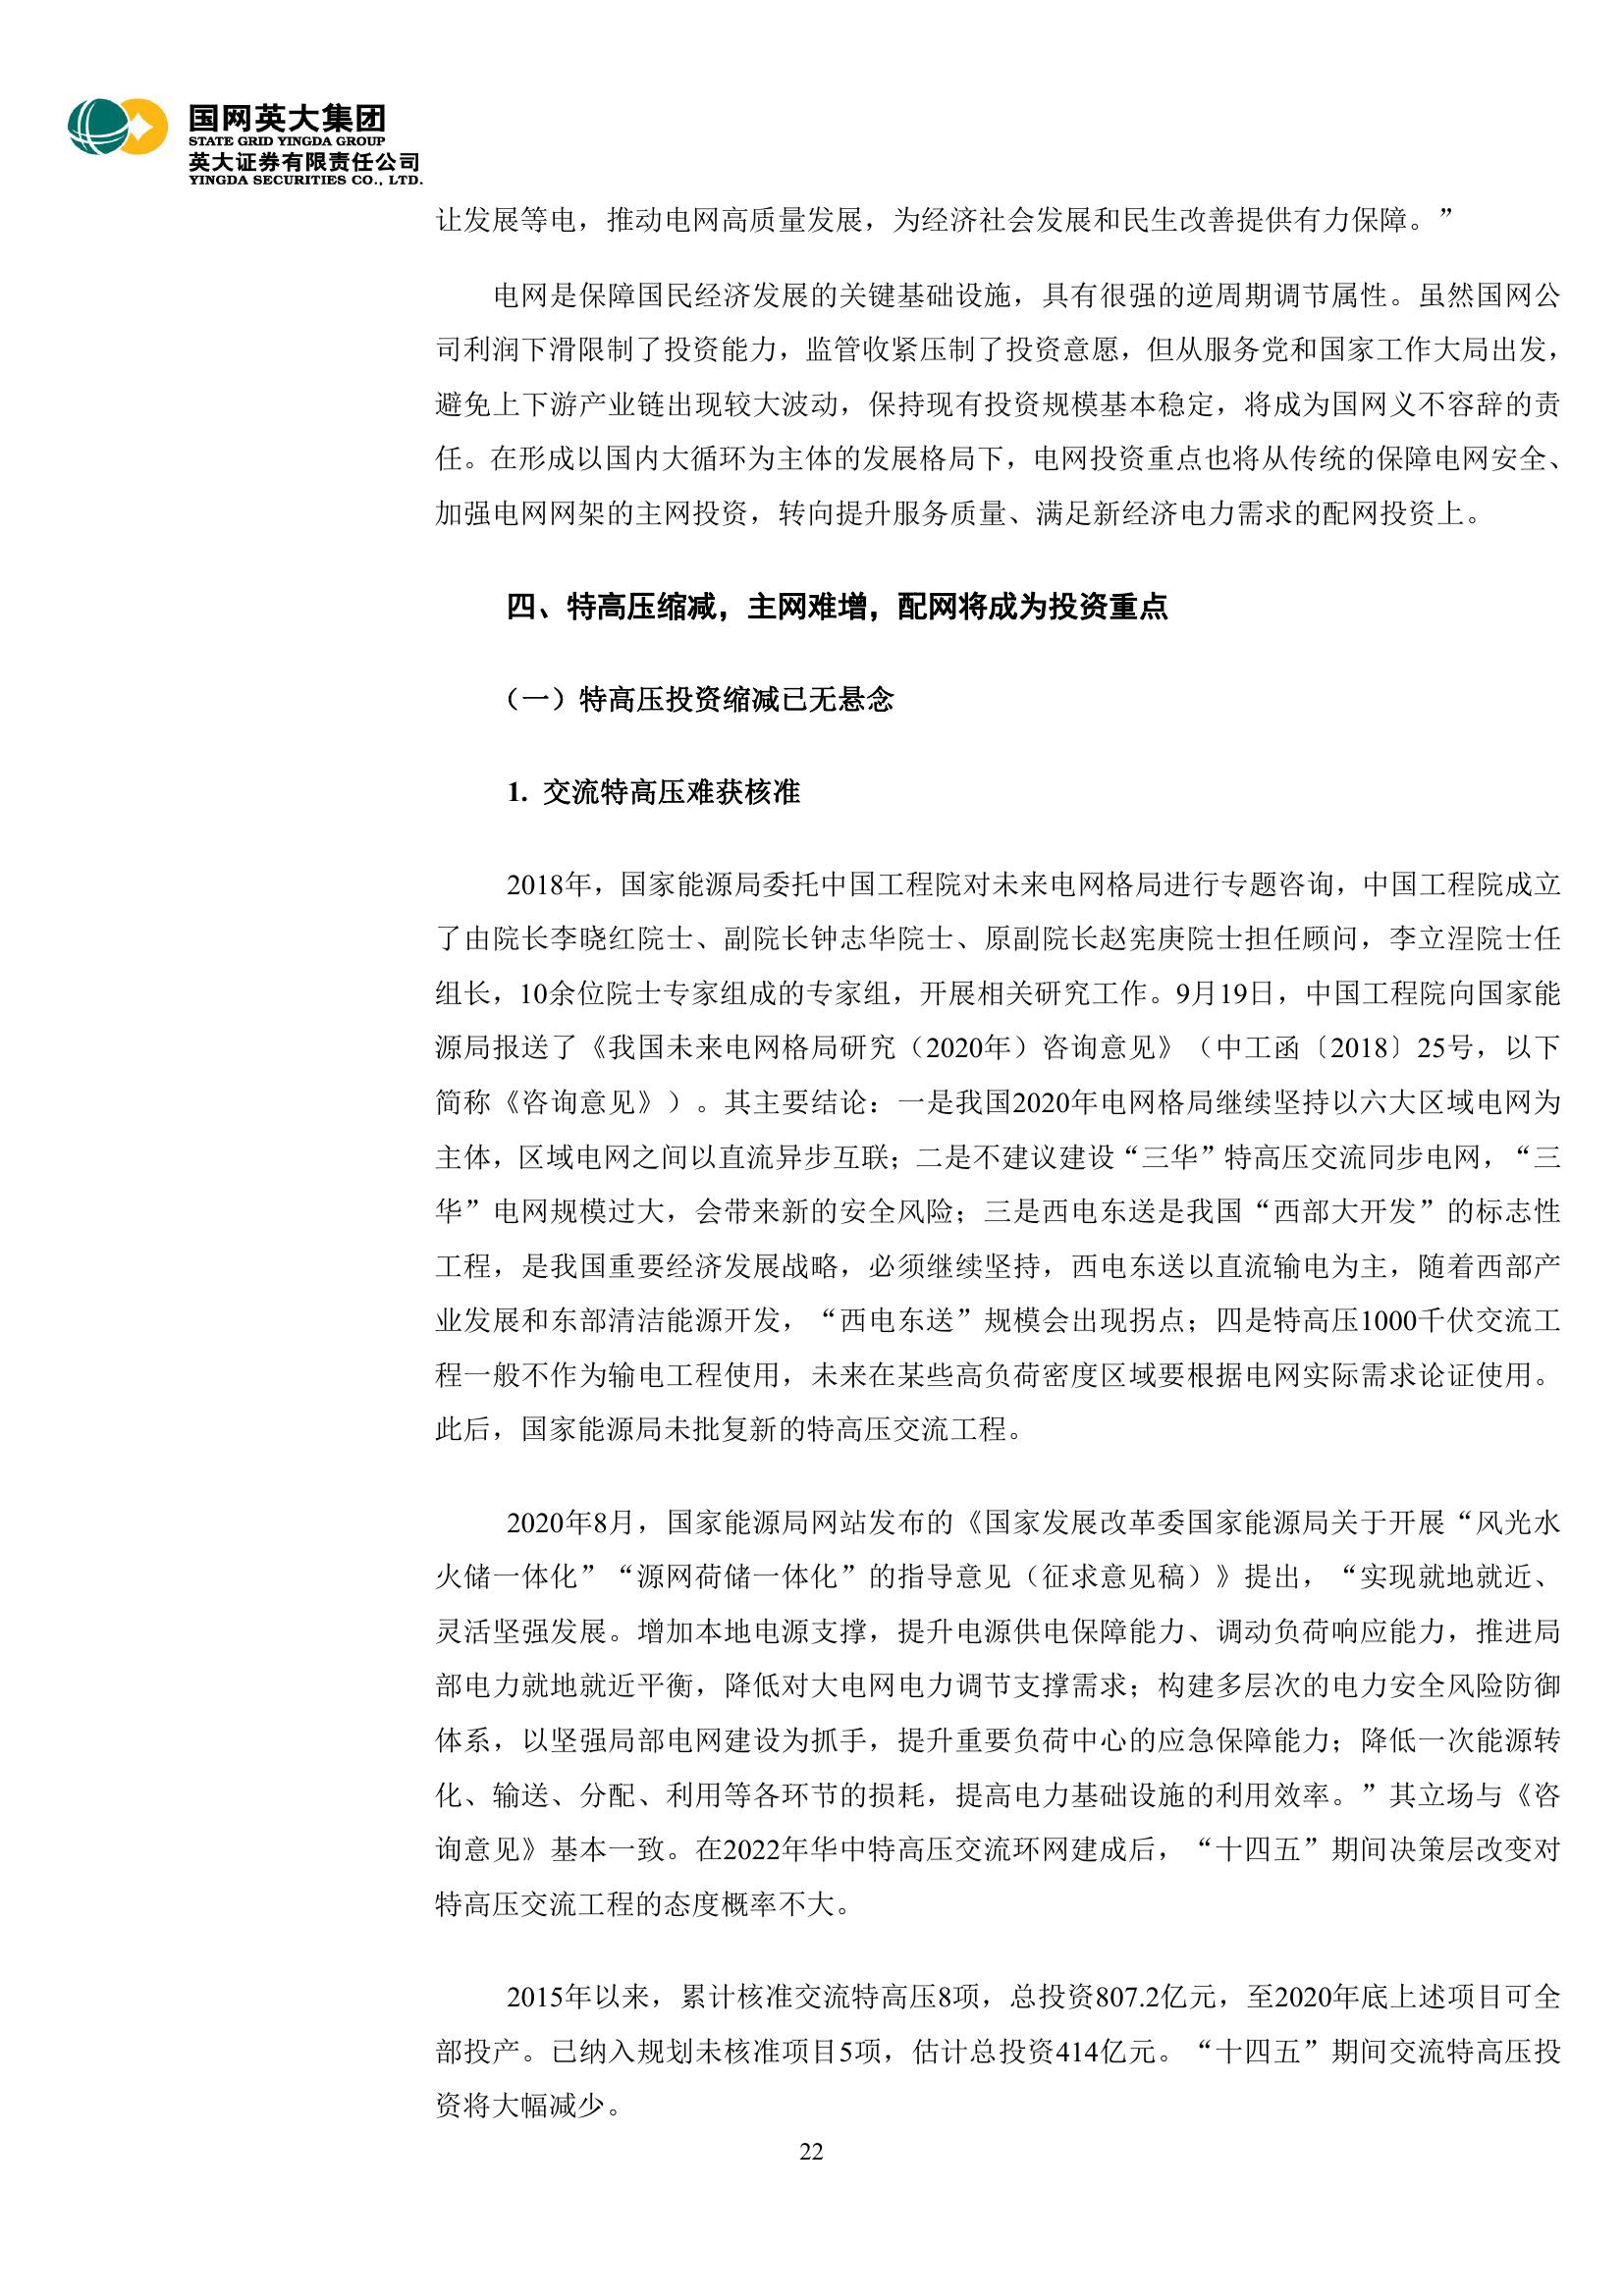 国网英大集团
STATE GRID YINGDA GROUP
英大证券有限责任公司
YINGDA SECURITIES CO., LTD.
让发展等电，推动电网高质量发展，为经济社会发展和民生改善提供有力保障。”
电网是保障国民经济发展的关键基础设施，具有很强的逆周期调节属性。虽然国网公
司利润下滑限制了投资能力，监管收紧压制了投资意愿，但从服务党和国家工作大局出发，
避免上下游产业链出现较大波动，保持现有投资规模基本稳定，将成为国网义不容辞的责
任。在形成以国内大循环为主体的发展格局下，电网投资重点也将从传统的保障电网安全、
加强电网网架的主网投资，转向提升服务质量、满足新经济电力需求的配网投资上。
四、特高压缩减，主网难增，配网将成为投资重点
（一）特高压投资缩减已无悬念
1. 交流特高压难获核准
2018年，国家能源局委托中国工程院对未来电网格局进行专题咨询，中国工程院成立
了由院长李晓红院士、副院长钟志华院士、原副院长赵宪庚院士担任顾问，李立浧院士任
组长，10余位院士专家组成的专家组，开展相关研究工作。9月19日，中国工程院向国家能
源局报送了《我国未来电网格局研究（2020年）咨询意见》（中工函〔2018〕25号，以下
简称《咨询意见》）。其主要结论：一是我国2020年电网格局继续坚持以六大区域电网为
主体，区域电网之间以直流异步互联；二是不建议建设“三华”特高压交流同步电网，“三
华”电网规模过大，会带来新的安全风险；三是西电东送是我国“西部大开发”的标志性
工程，是我国重要经济发展战略，必须继续坚持，西电东送以直流输电为主，随着西部产
业发展和东部清洁能源开发，“西电东送”规模会出现拐点；四是特高压1000千伏交流工
程一般不作为输电工程使用，未来在某些高负荷密度区域要根据电网实际需求论证使用。
此后，国家能源局未批复新的特高压交流工程。
2020年8月，国家能源局网站发布的《国家发展改革委国家能源局关于开展“风光水
火储一体化”“源网荷储一体化”的指导意见（征求意见稿）》提出，“实现就地就近、
灵活坚强发展。增加本地电源支撑，提升电源供电保障能力、调动负荷响应能力，推进局
部电力就地就近平衡，降低对大电网电力调节支撑需求；构建多层次的电力安全风险防御
体系，以坚强局部电网建设为抓手，提升重要负荷中心的应急保障能力；降低一次能源转
化、输送、分配、利用等各环节的损耗，提高电力基础设施的利用效率。”其立场与《咨
询意见》基本一致。在2022年华中特高压交流环网建成后，“十四五”期间决策层改变对
特高压交流工程的态度概率不大。
2015年以来，累计核准交流特高压8项，总投资807.2亿元，至2020年底上述项目可全
部投产。已纳入规划未核准项目5项，估计总投资414亿元。“十四五”期间交流特高压投
资将大幅减少。
22